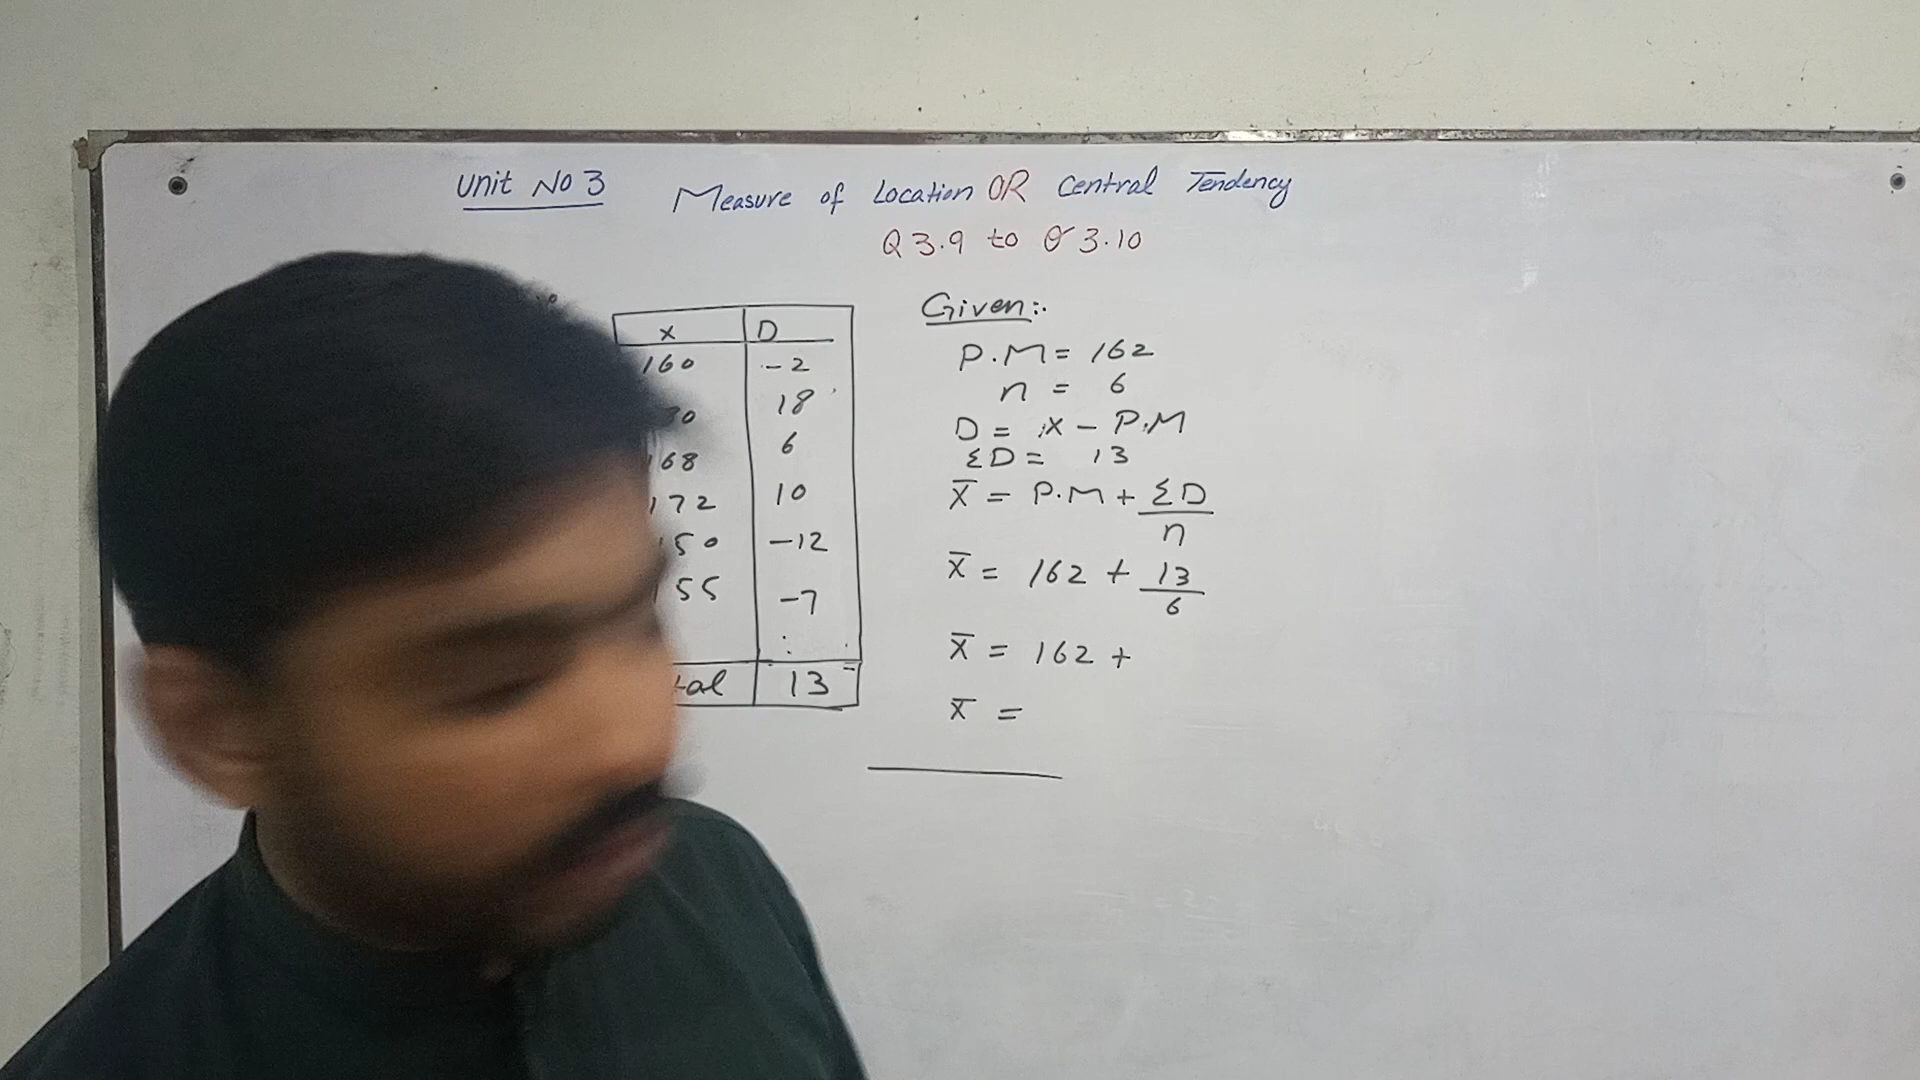 Unit No 3 Measure of Location OR Central Tendency
Q 3.9 to Q 3.10
x D
160 -2
18
68 6
172 10
50 -12
55 -7
:
13
Given:.
P.M = 162
n = 6
D = x - P.M
ΣD = 13
X̄ = P.M + ΣD/n
X̄ = 162 + 13/6
X̄ = 162 +
X̄ =